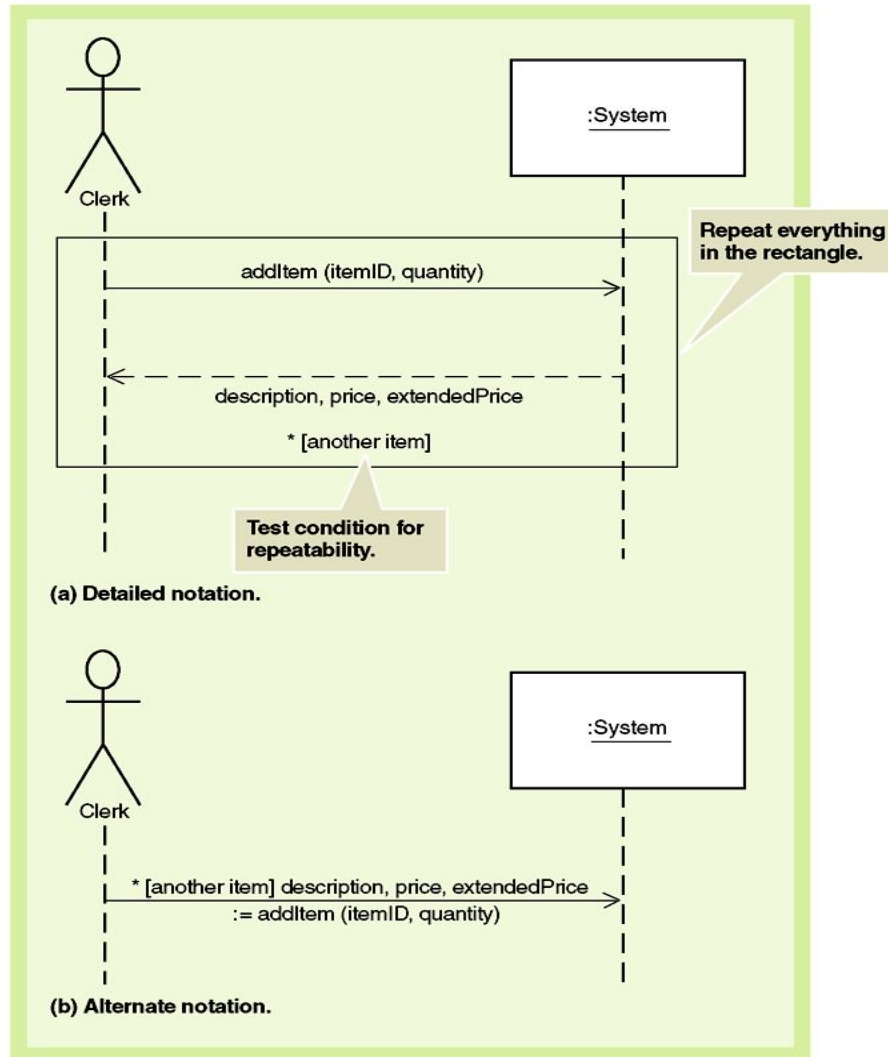 :System
Clerk
Repeat everything
in the rectangle.
addItem (itemID, quantity)
description, price, extendedPrice
* [another item]
Test condition for
repeatability.
(a) Detailed notation.
:System
Clerk
* [another item] description, price, extendedPrice
:= addItem (itemID, quantity)
(b) Alternate notation.